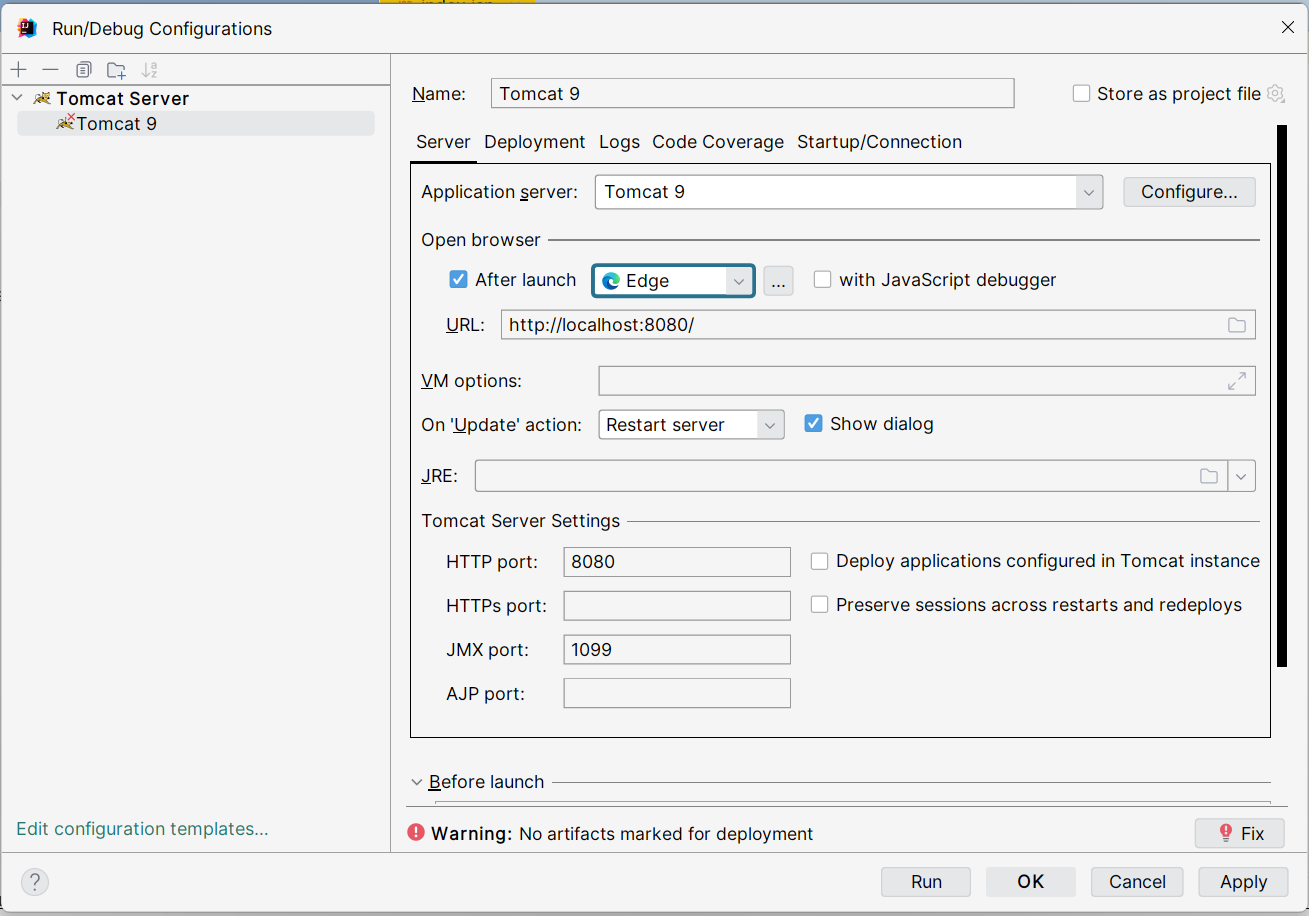 Run/Debug Configurations
Tomcat Server
Tomcat 9
Edit configuration templates...
Name: Tomcat 9 Store as project file
Server Deployment Logs Code Coverage Startup/Connection
Application server: Tomcat 9 Configure...
Open browser
After launch Edge ... with JavaScript debugger
URL: http://localhost:8080/
VM options:
On 'Update' action: Restart server Show dialog
JRE:
Tomcat Server Settings
HTTP port: 8080 Deploy applications configured in Tomcat instance
HTTPs port: Preserve sessions across restarts and redeploys
JMX port: 1099
AJP port:
Before launch
Warning: No artifacts marked for deployment Fix
? Run OK Cancel Apply